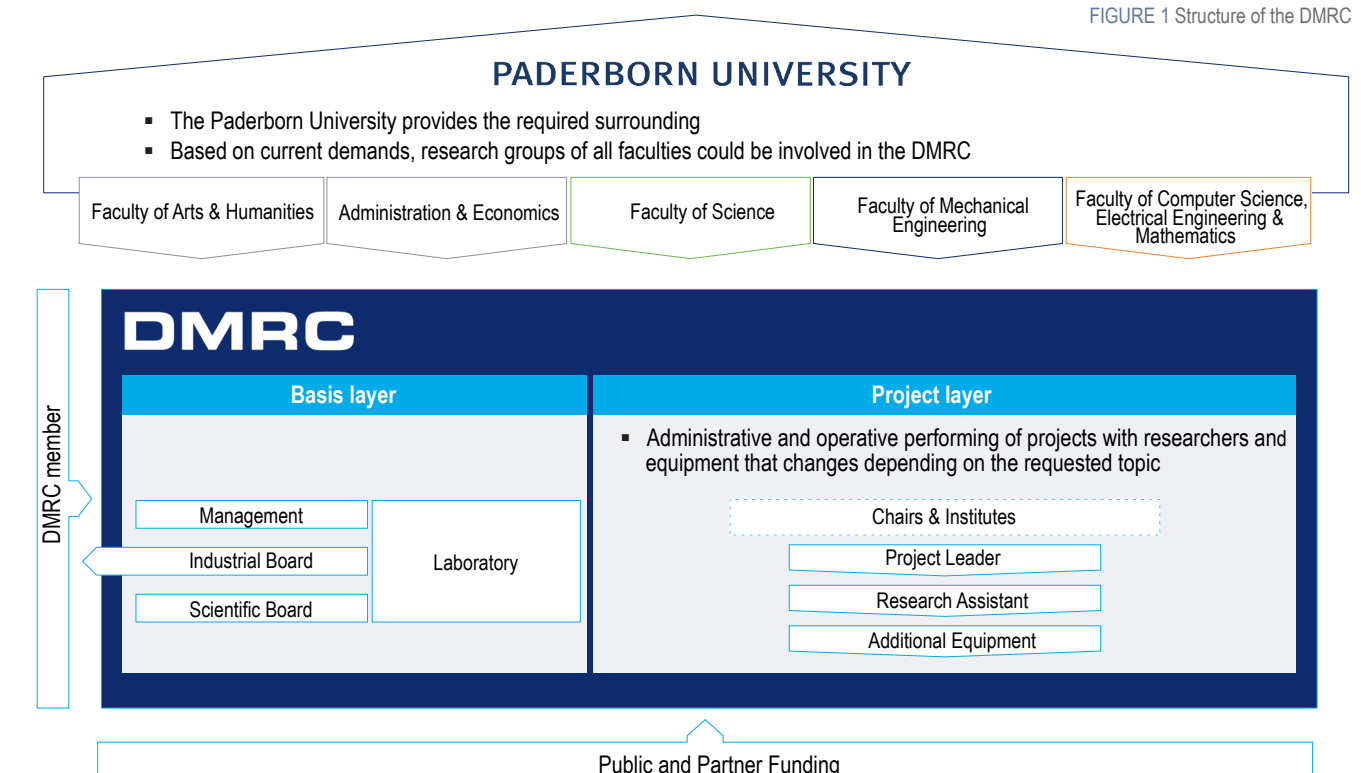 FIGURE 1 Structure of the DMRC
PADERBORN UNIVERSITY
▪ The Paderborn University provides the required surrounding
▪ Based on current demands, research groups of all faculties could be involved in the DMRC
Faculty of Arts & Humanities
Administration & Economics
Faculty of Science
Faculty of Mechanical
Engineering
Faculty of Computer Science,
Electrical Engineering &
Mathematics
DMRC member
DMRC
Basis layer
Management
Industrial Board
Scientific Board
Laboratory
Project layer
▪ Administrative and operative performing of projects with researchers and
equipment that changes depending on the requested topic
Chairs & Institutes
Project Leader
Research Assistant
Additional Equipment
Public and Partner Funding